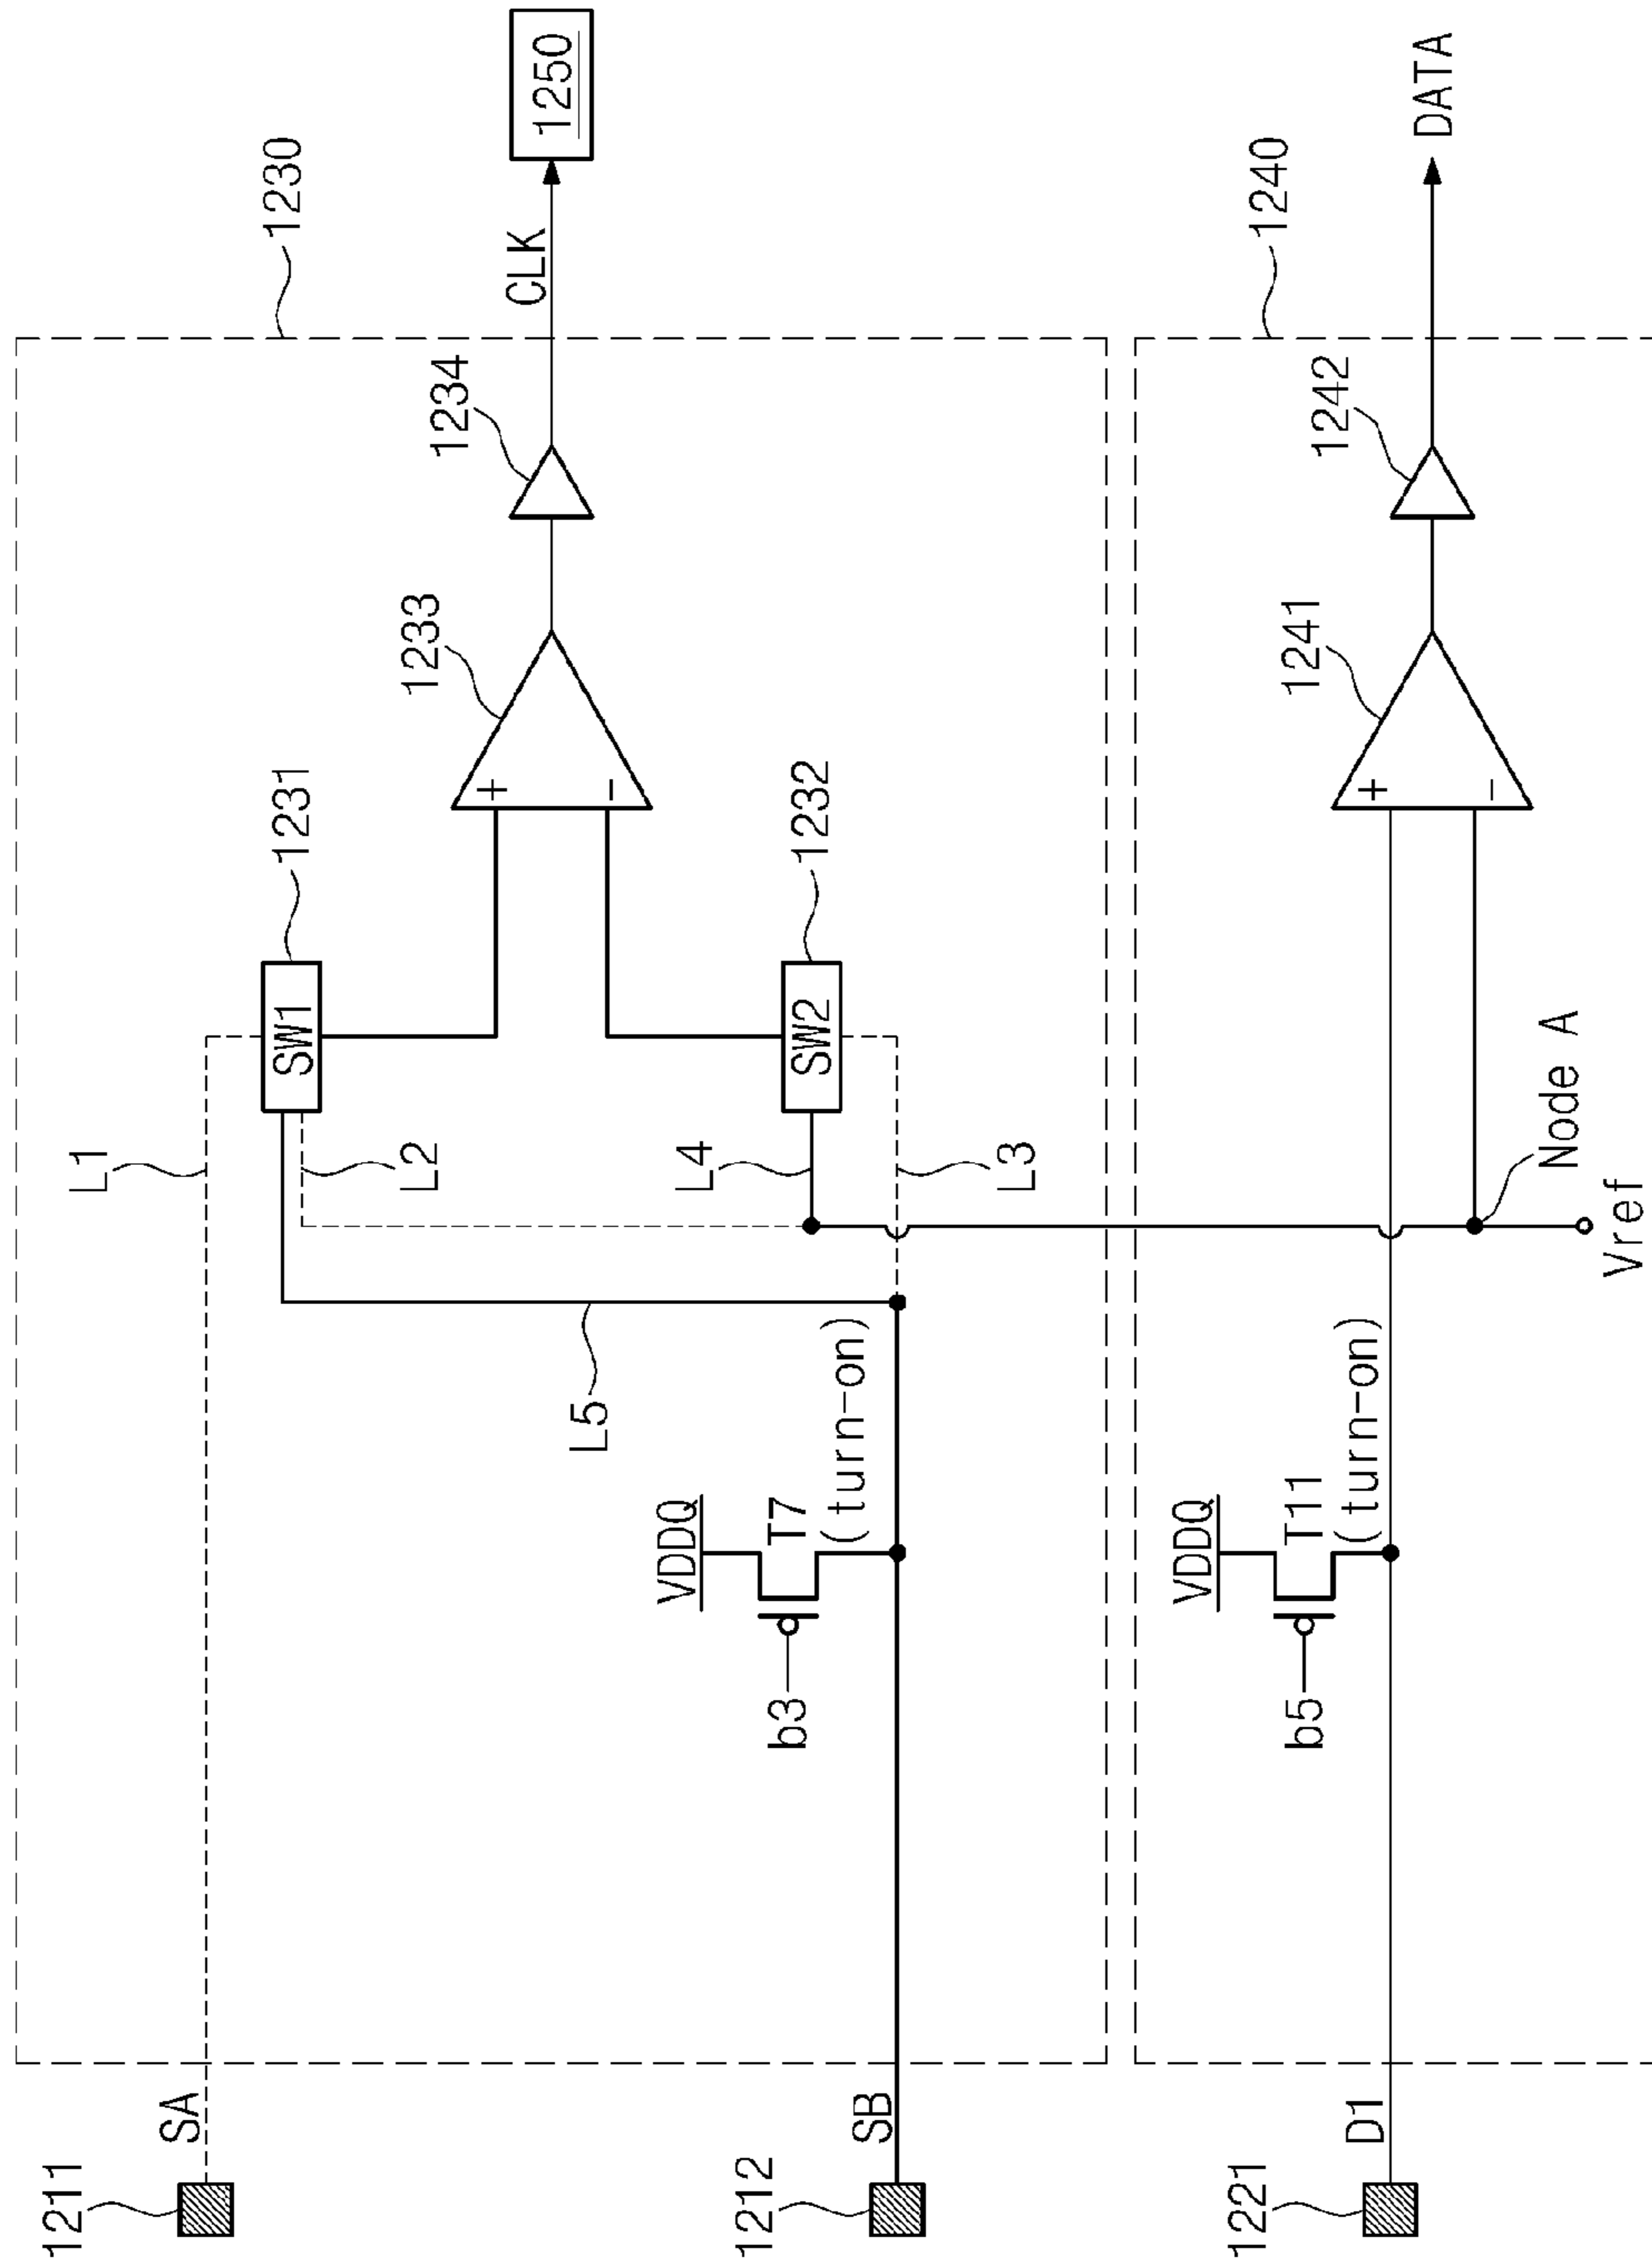 1230
1250
CLK
1211
SA
L1
1231
SW1
L2
1233
+
−
1234
L5
L4
1232
SW2
L3
VDDQ
b3
T7
(turn-on)
1212
SB
1240
VDDQ
b5
T11
(turn-on)
1221
D1
1241
+
−
1242
DATA
Node A
Vref